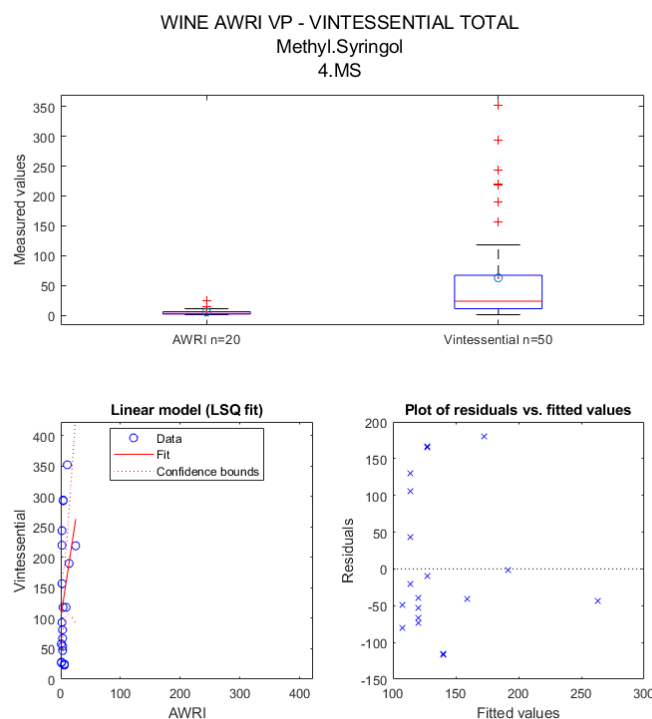 WINE AWRI VP - VINTESSENTIAL TOTAL
Methyl.Syringol
4.MS
350
300
250
200
150
100
50
0
Measured values
AWRI n=20
Vintessential n=50
Linear model (LSQ fit)
Data
Fit
Confidence bounds
400
350
300
250
200
150
100
50
0
Vintessential
0
100
200
300
400
AWRI
Plot of residuals vs. fitted values
200
150
100
50
0
-50
-100
-150
Residuals
100
150
200
250
300
Fitted values